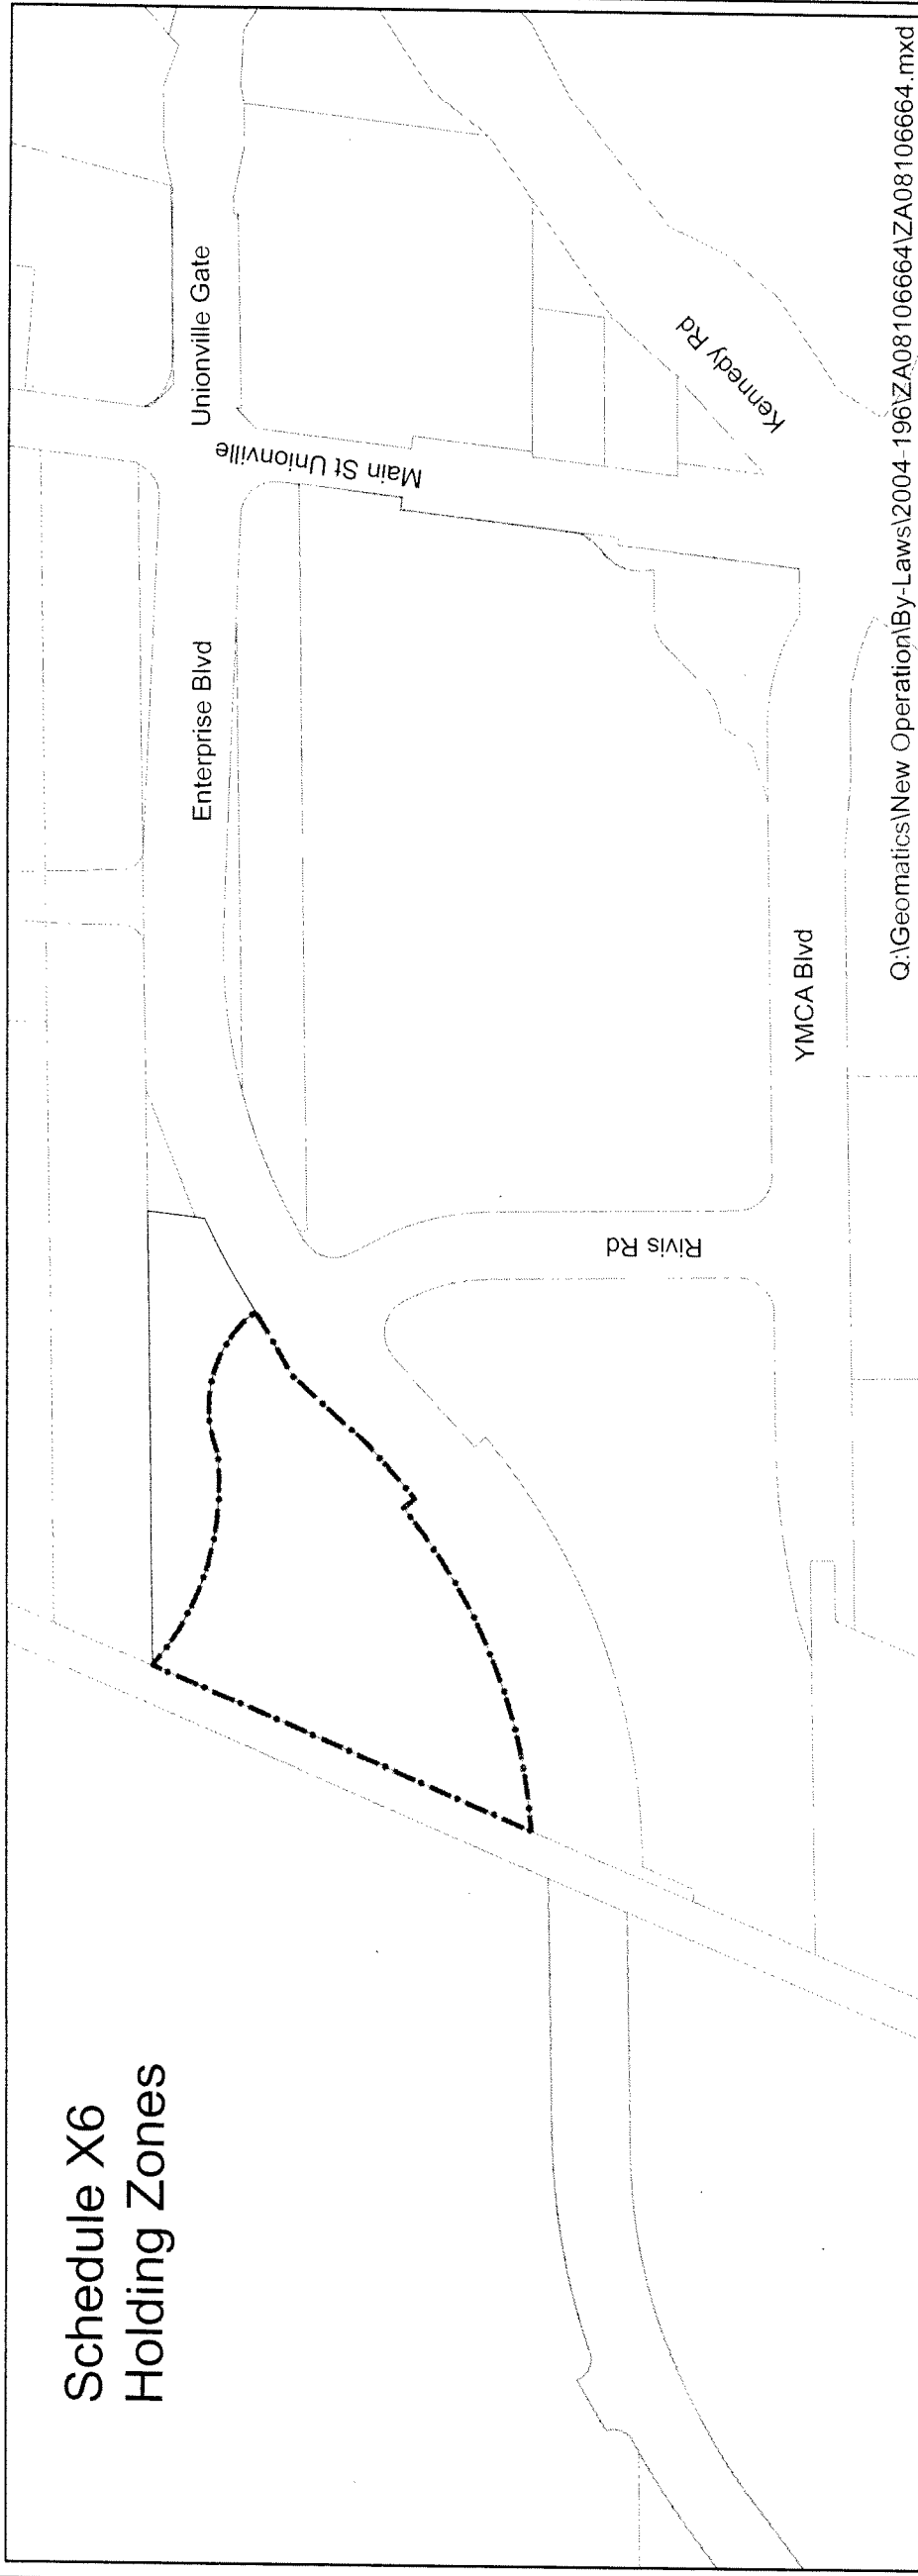 Schedule X6
Holding Zones
Unionville Gate
Enterprise Blvd
Main St Unionville
Kennedy Rd
Rivis Rd
YMCA Blvd
Q:\Geomatics\New Operation\By-Laws\2004-196\ZA08106664\ZA08106664.mxd